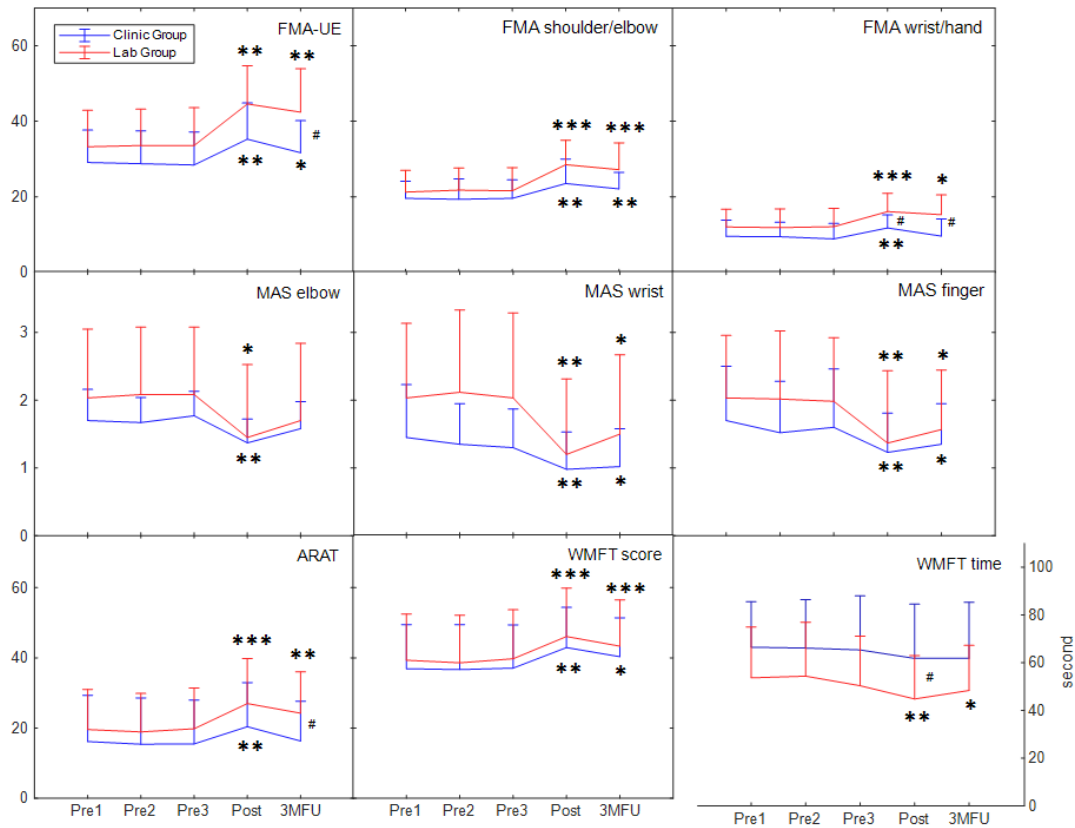 FMA-UE
Clinic Group
Lab Group
FMA shoulder/elbow
FMA wrist/hand
60
40
20
0
** **
#
** *
*** ***
** **
*** *
# #
**
MAS elbow
MAS wrist
MAS finger
3
2
1
0
*
**
** *
** *
** *
** *
ARAT
WMFT score
WMFT time
60
40
20
0
*** **
#
**
*** ***
** *
#
** *
100
80
60
40
20
0
second
Pre1 Pre2 Pre3 Post 3MFU
Pre1 Pre2 Pre3 Post 3MFU
Pre1 Pre2 Pre3 Post 3MFU